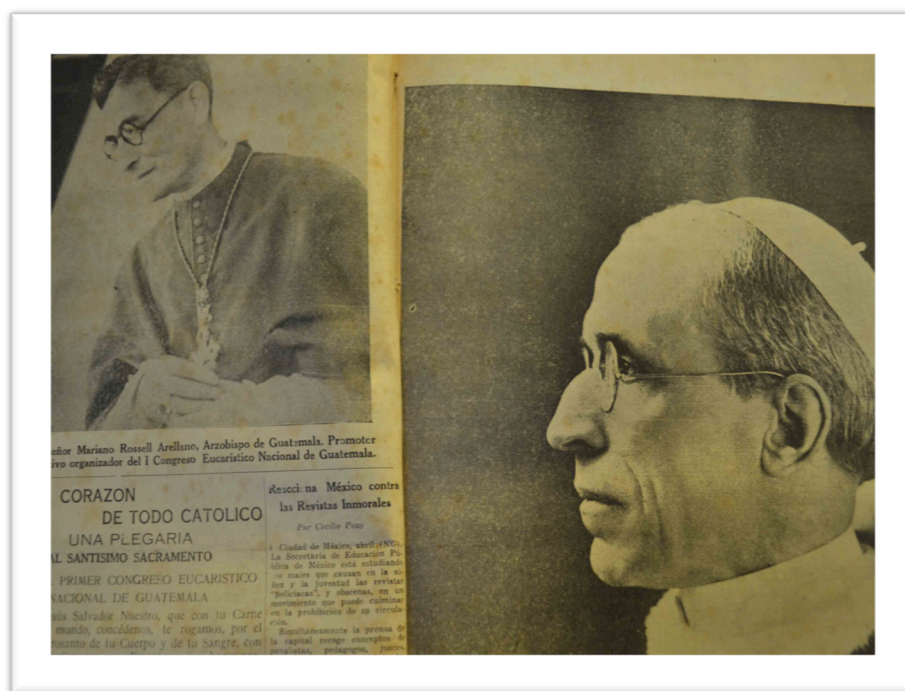 eñor Mariano Rossell Arellano, Arzobispo de Guatemala. Promotor
ivo organizador del I Congreso Eucarístico Nacional de Guatemala.
CORAZON
DE TODO CATOLICO
UNA PLEGARIA
AL SANTISIMO SACRAMENTO
PRIMER CONGRESO EUCARISTICO
NACIONAL DE GUATEMALA
ús Salvador Nuestro, que con tu Carne
mundo, concédenos, te rogamos, por el
de tu Cuerpo y de tu Sangre, con
Reacciona México contra
las Revistas Inmorales
Por Cecilio Pozo
Ciudad de México, abril. (NC).
La Secretaría de Educación Pú-
blica de México está estudiando
males que causan en la ni-
ñez y la juventud las revistas
"policiacas", y obscenas, en un
movimiento que puede culminar
en la prohibición de su circula-
ción.
Simultáneamente la prensa de
la capital recoge conceptos de
penalistas, pedagogos, jueces,